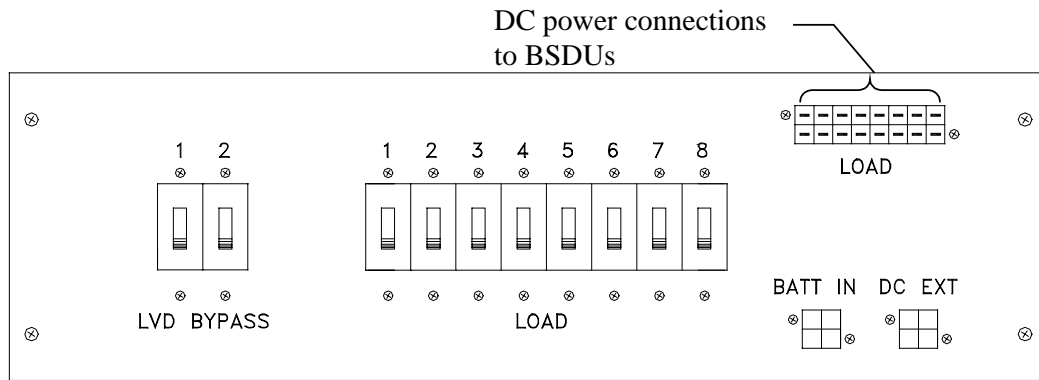 DC power connections
to BSDUs
1 2
1 2 3 4 5 6 7 8
LOAD
BATT IN DC EXT
LVD BYPASS
LOAD